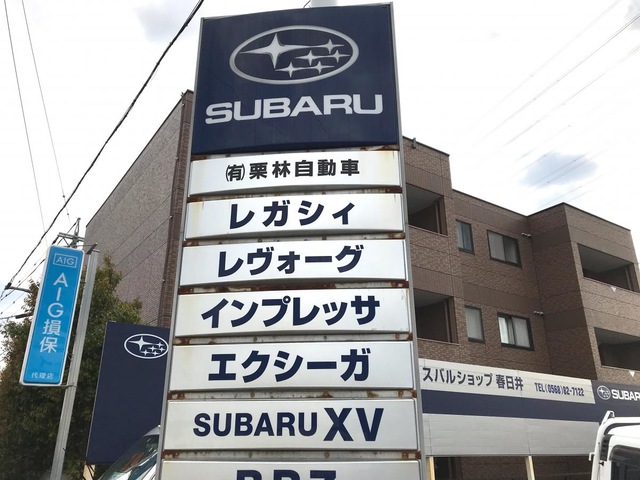 SUBARU
㈲栗林自動車
レガシィ
レヴォーグ
インプレッサ
エクシーガ
SUBARU XV
BRZ
AIG
AIG損保
代理店
スバルショップ 春日井 TEL(0568)82-7122
SUBARU